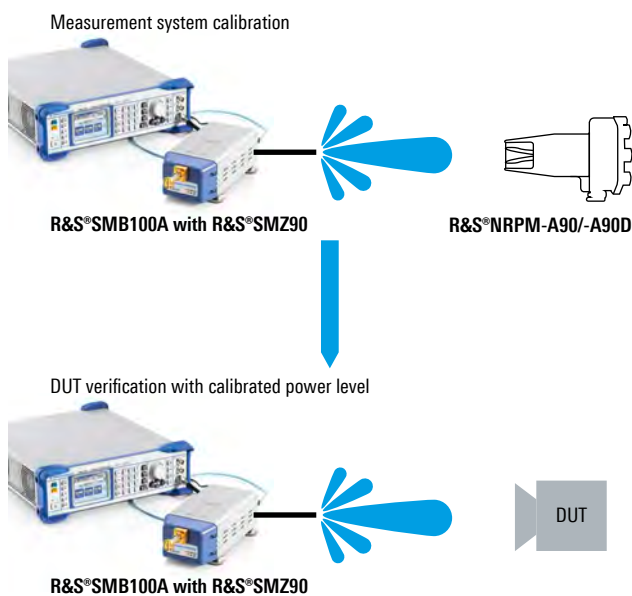 Measurement system calibration
R&S®SMB100A with R&S®SMZ90
R&S®NRPM-A90/-A90D
DUT verification with calibrated power level
DUT
R&S®SMB100A with R&S®SMZ90